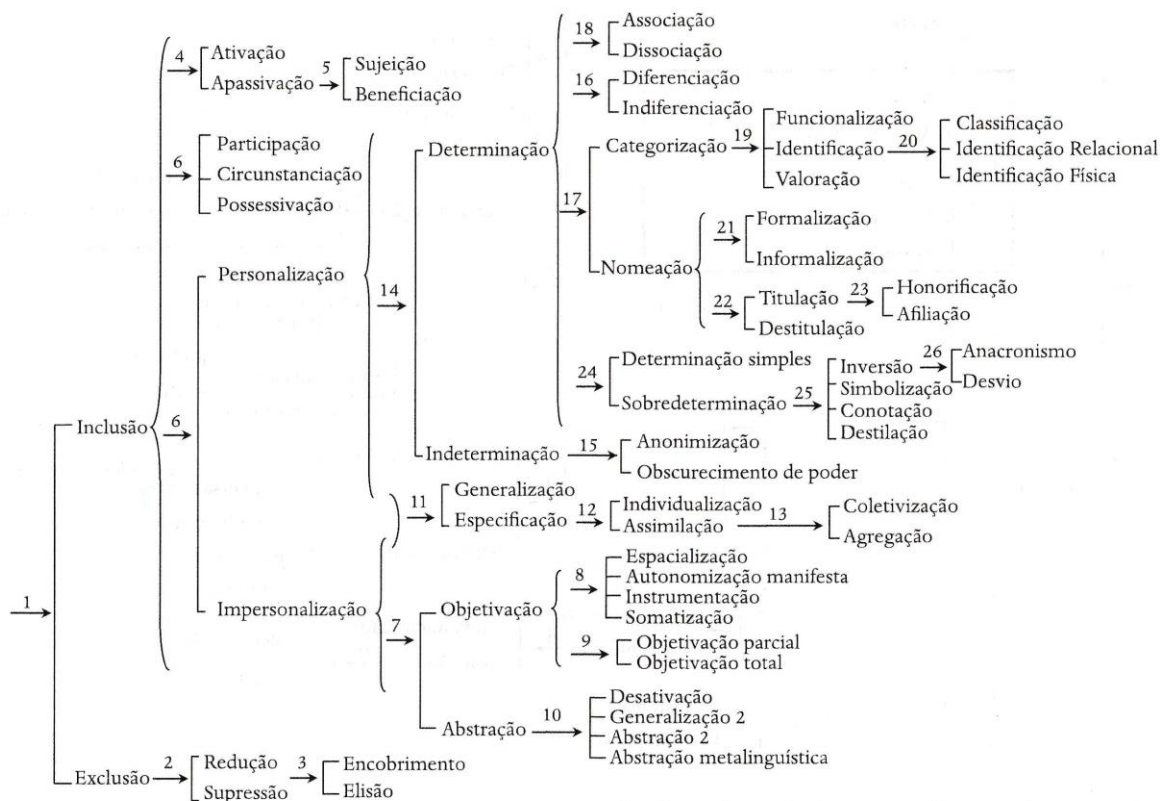 18
Associação
Dissociação
4
Ativação
Apassivação
5
Sujeição
Beneficiação
16
Diferenciação
Indiferenciação
6
Participação
Circunstanciação
Possessivação
Determinação
17
Categorização
19
Funcionalização
Identificação
Valoração
20
Classificação
Identificação Relacional
Identificação Física
Nomeação
21
Formalização
Informalização
22
Titulação
Destitulação
23
Honorificação
Afiliação
Personalização
14
24
Determinação simples
Sobredeterminação
25
Inversão
Simbolização
Conotação
Destilação
26
Anacronismo
Desvio
Inclusão
6
Indeterminação
15
Anonimização
Obscurecimento de poder
11
Generalização
Especificação
12
Individualização
Assimilação
13
Coletivização
Agregação
1
Impersonalização
7
Objetivação
8
Espacialização
Autonomização manifesta
Instrumentação
Somatização
9
Objetivação parcial
Objetivação total
Abstração
10
Desativação
Generalização 2
Abstração 2
Abstração metalinguística
Exclusão
2
Redução
Supressão
3
Encobrimento
Elisão